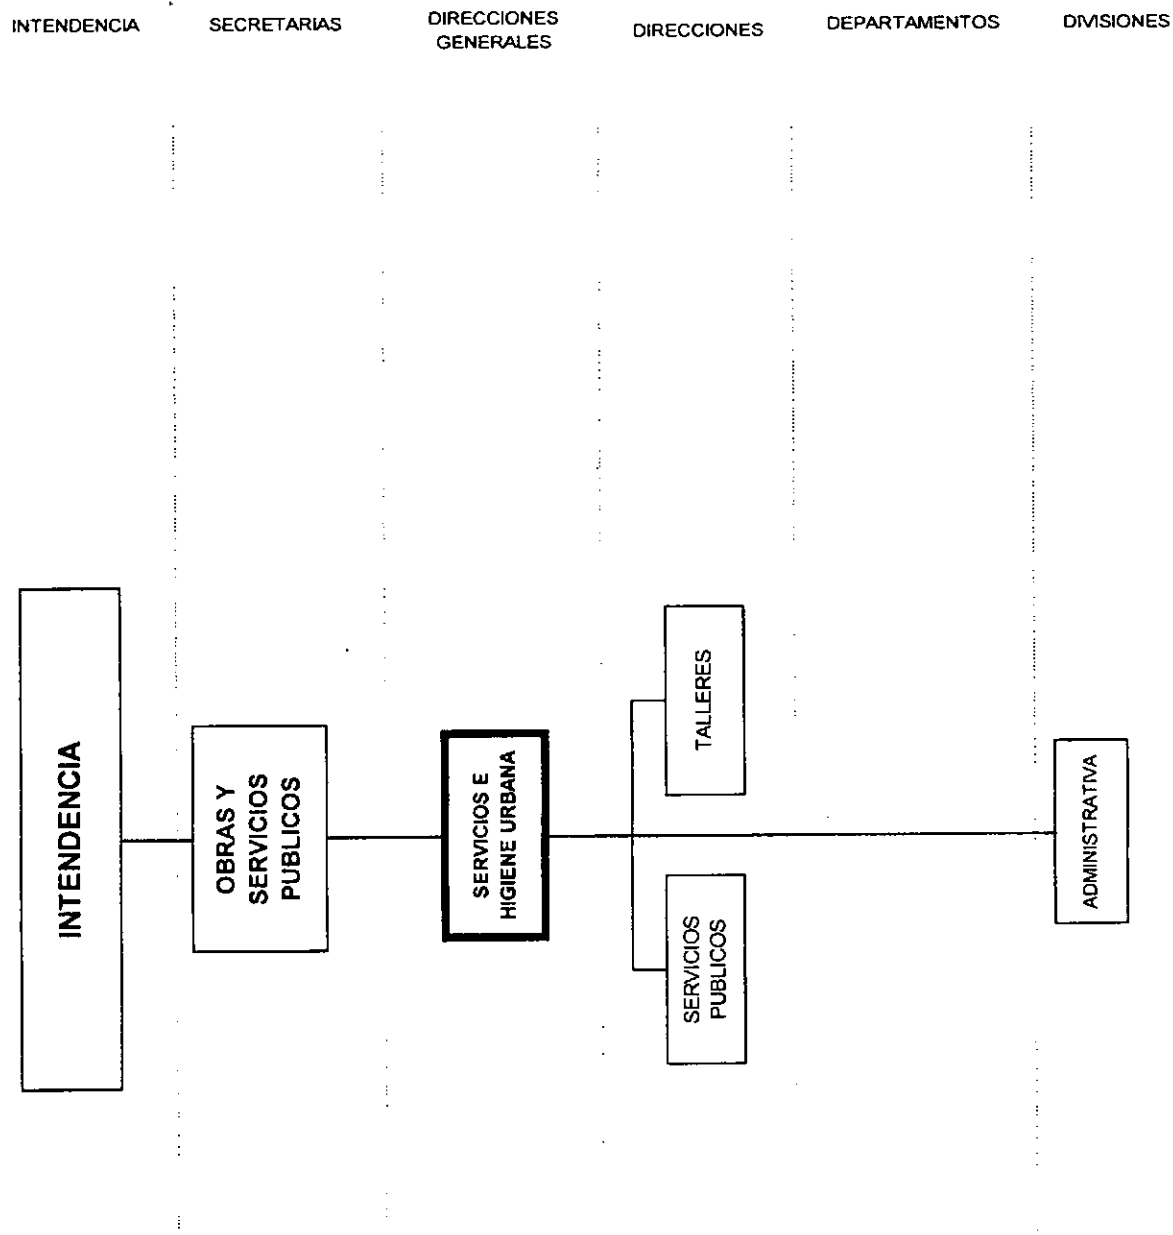 INTENDENCIA
SECRETARIAS
DIRECCIONES
GENERALES
DIRECCIONES
DEPARTAMENTOS
DIVISIONES
INTENDENCIA
OBRAS Y
SERVICIOS
PUBLICOS
SERVICIOS E
HIGIENE URBANA
SERVICIOS
PUBLICOS
TALLERES
ADMINISTRATIVA